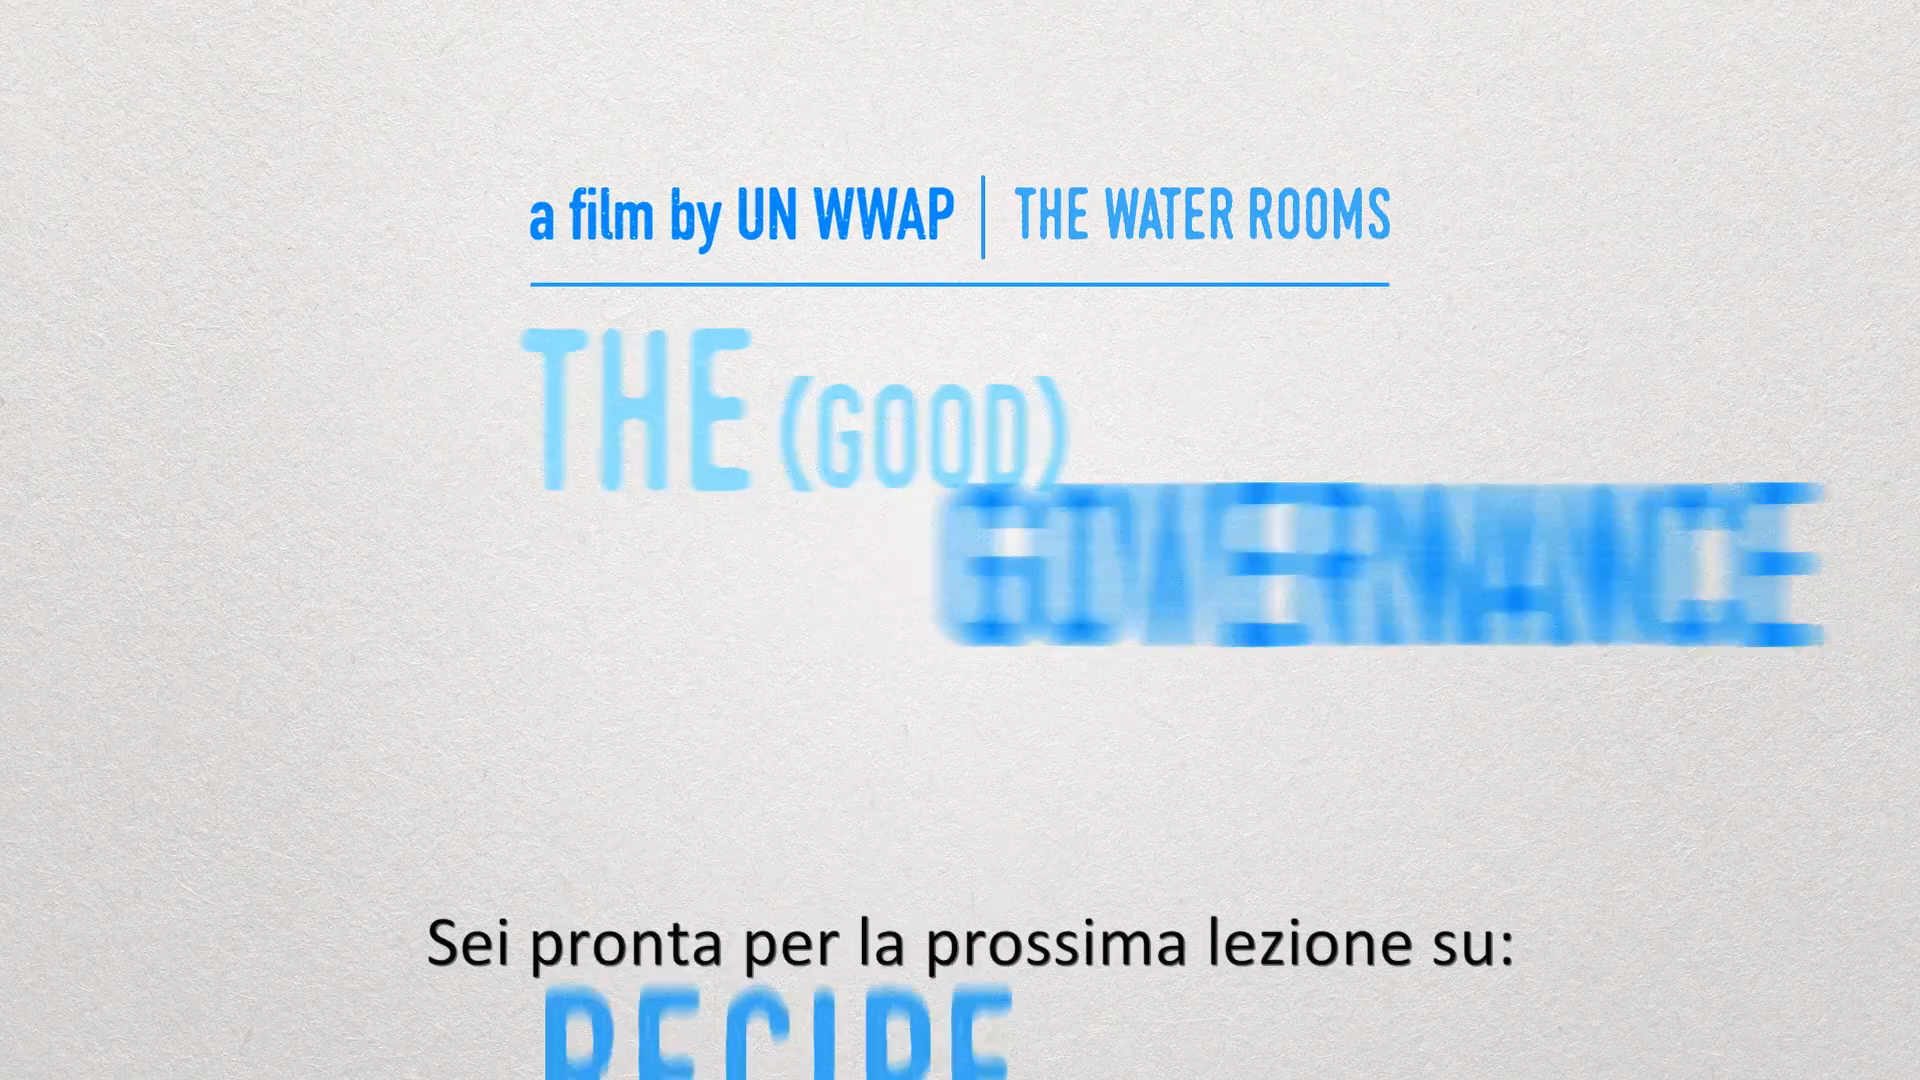 a film by UN WWAP | THE WATER ROOMS
THE (GOOD)
GOVERNANCE
Sei pronta per la prossima lezione su:
RECIPE